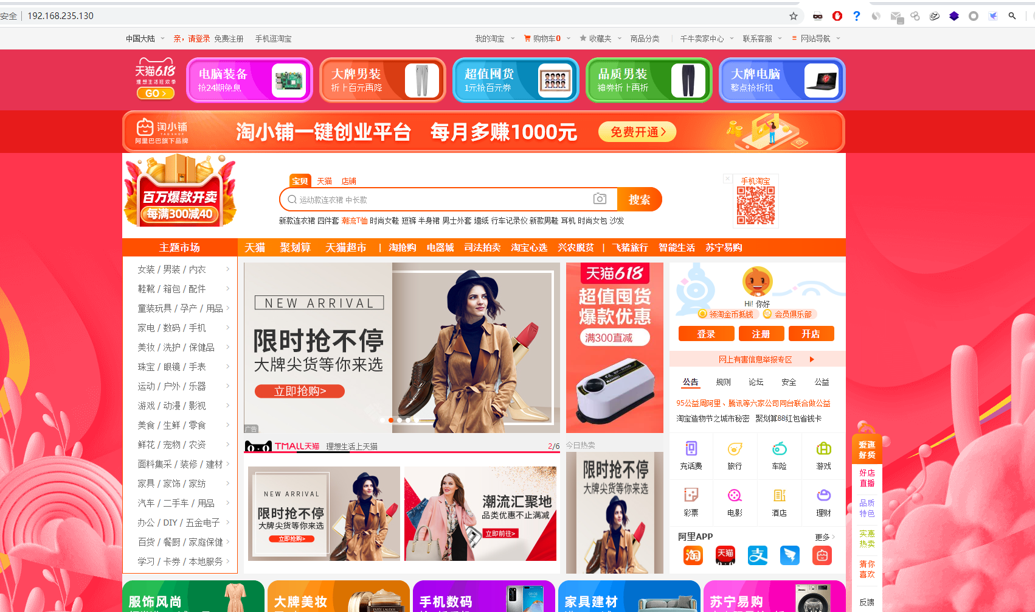 安全 | 192.168.235.130
中国大陆 亲，请登录 免费注册 手机逛淘宝 我的淘宝 购物车0 收藏夹 商品分类 千牛卖家中心 联系客服 网站导航
天猫618
理想生活狂欢季
GO
电脑装备
抢24期免息
大牌男装
折上百元再降
超值囤货
1元抢百元券
品质男装
领券折上再折
大牌电脑
整点抢折扣
淘小铺
阿里巴巴旗下品牌
淘小铺一键创业平台 每月多赚1000元
免费开通
百万爆款开卖
每满300减40
宝贝 天猫 店铺
运动款连衣裙 中长款
搜索
新款连衣裙 四件套 潮流T恤 时尚女鞋 短裤 半身裙 男士外套 墙纸 行车记录仪 新款男鞋 耳机 时尚女包 沙发
手机淘宝
主题市场 天猫 聚划算 天猫超市 | 淘抢购 电器城 司法拍卖 淘宝心选 兴农脱贫 | 飞猪旅行 智能生活 苏宁易购
女装 / 男装 / 内衣
鞋靴 / 箱包 / 配件
童装玩具 / 孕产 / 用品
家电 / 数码 / 手机
美妆 / 洗护 / 保健品
珠宝 / 眼镜 / 手表
运动 / 户外 / 乐器
游戏 / 动漫 / 影视
美食 / 生鲜 / 零食
鲜花 / 宠物 / 农资
面料集采 / 装修 / 建材
家具 / 家饰 / 家纺
汽车 / 二手车 / 用品
办公 / DIY / 五金电子
百货 / 餐厨 / 家庭保健
学习 / 卡券 / 本地服务
NEW ARRIVAL
限时抢不停
大牌尖货等你来选
立即抢购>
广告
天猫618
超值囤货
爆款优惠
满300直减
Hi! 你好
领淘金币抵钱 会员俱乐部
登录 注册 开店
网上有害信息举报专区
公告 规则 论坛 安全 公益
95公益周阿里、腾讯等六家公司同台联合做公益
淘宝造物节之城市秘密 聚划算88红包省钱卡
充话费 旅行 车险 游戏
彩票 电影 酒店 理财
阿里APP 更多
淘 天猫 支
TMALL天猫 理想生活上天猫 2/6
NEW ARRIVAL
限时抢不停
大牌尖货等你来选
立即抢购>
潮流汇聚地
品类优惠不止满减
立即前往>
今日热卖
限时抢不停
大牌尖货等你来选
爱逛
好货
好店
直播
品质
特色
实惠
热卖
猜你
喜欢
反馈
服饰风尚 大牌美妆 手机数码 家具建材 苏宁易购